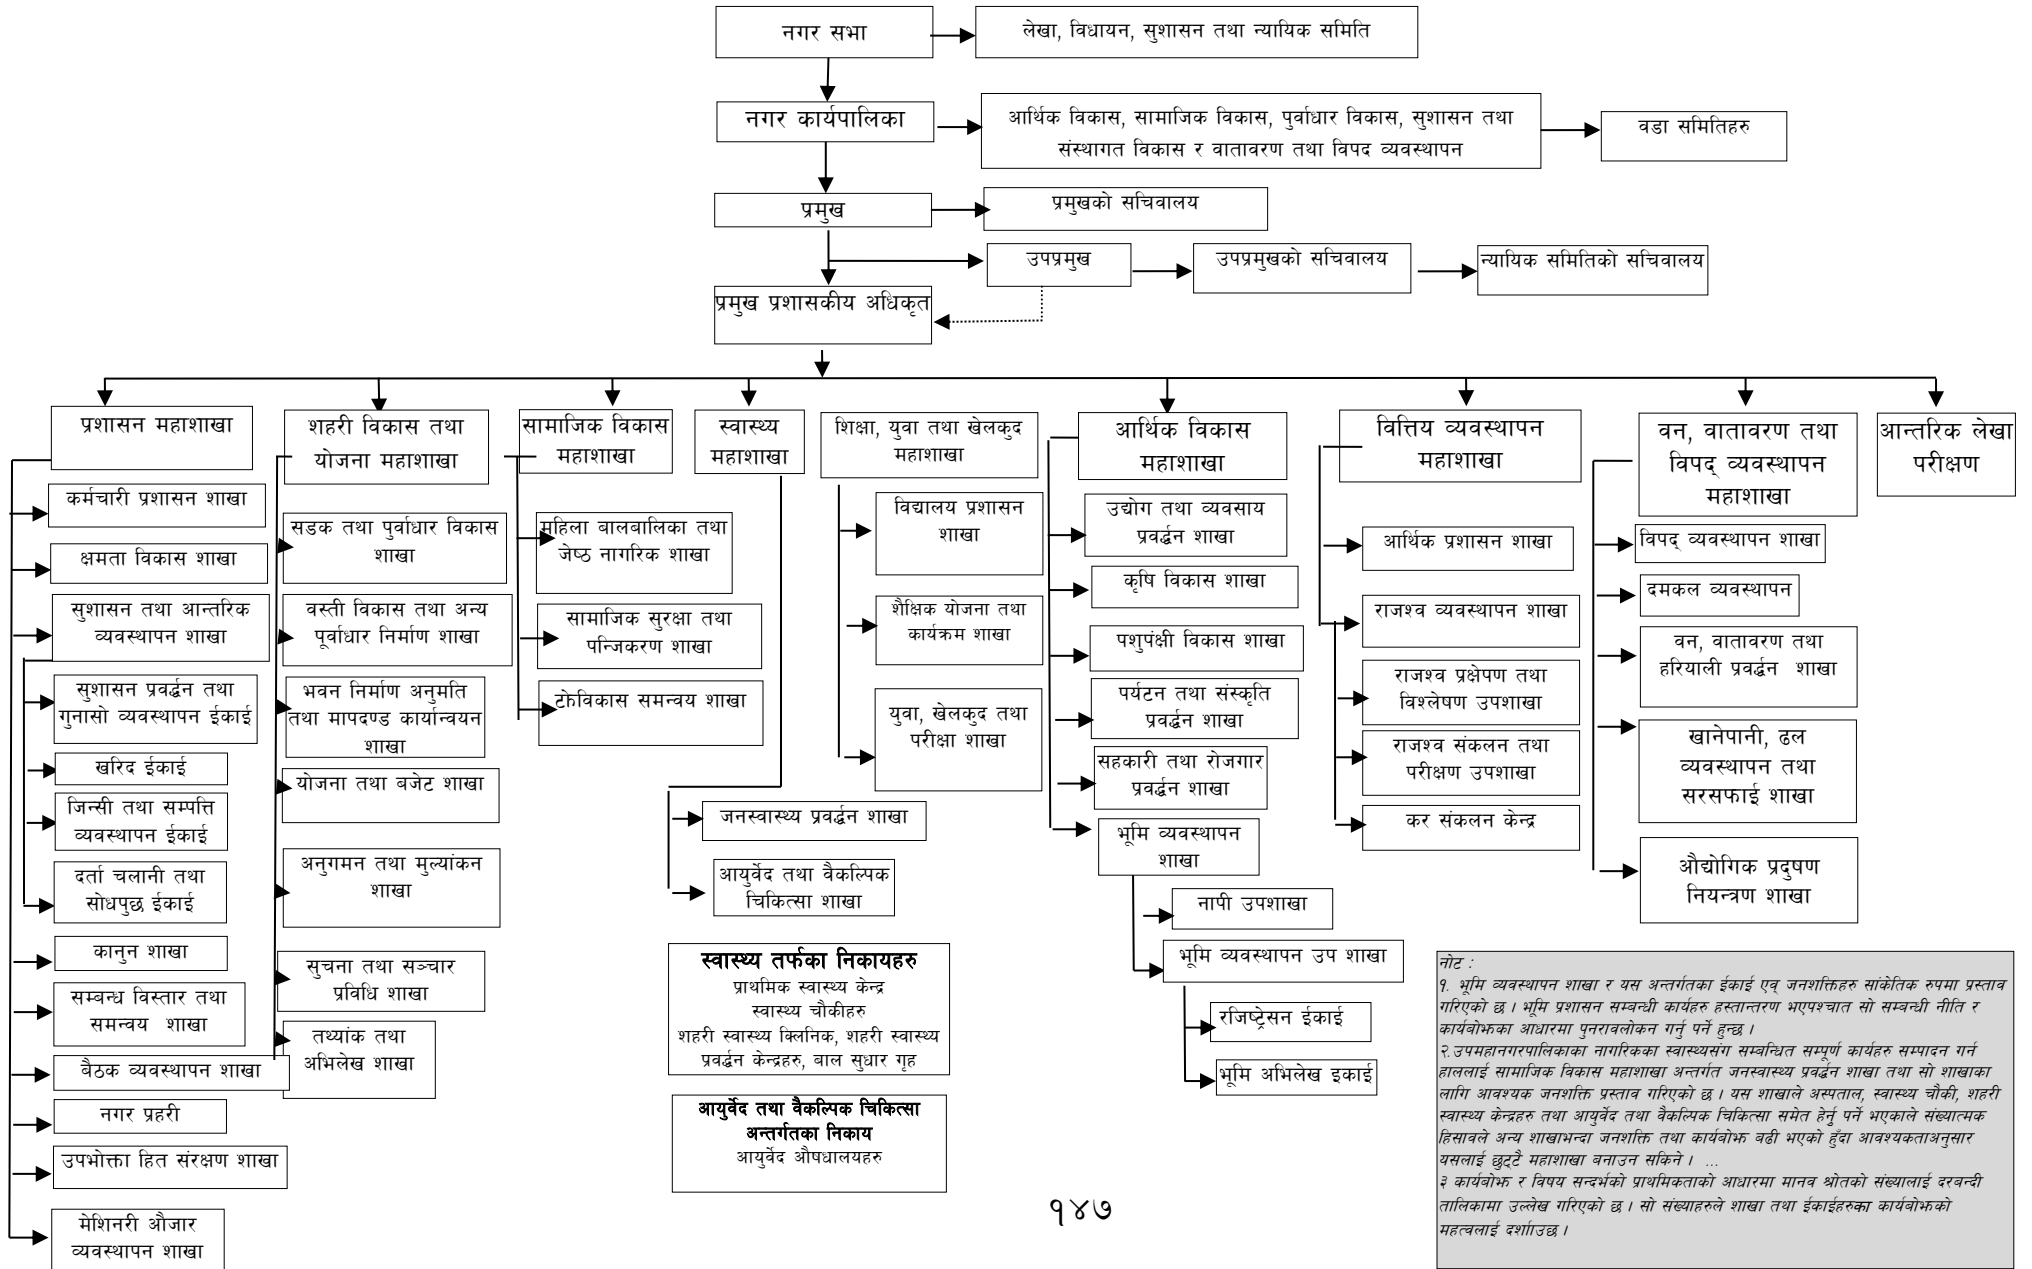 नगर सभा
लेखा, विधायन, सुशासन तथा न्यायिक समिति
नगर कार्यपालिका
आर्थिक विकास, सामाजिक विकास, पुर्वाधार विकास, सुशासन तथा
संस्थागत विकास र वातावरण तथा विपद व्यवस्थापन
वडा समितिहरु
प्रमुख
प्रमुखको सचिवालय
उपप्रमुख
उपप्रमुखको सचिवालय
न्यायिक समितिको सचिवालय
प्रमुख प्रशासकीय अधिकृत
प्रशासन महाशाखा
कर्मचारी प्रशासन शाखा
क्षमता विकास शाखा
सुशासन तथा आन्तरिक
व्यवस्थापन शाखा
सुशासन प्रवर्द्धन तथा
गुनासो व्यवस्थापन ईकाई
खरिद ईकाई
जिन्सी तथा सम्पत्ति
व्यवस्थापन ईकाई
दर्ता चलानी तथा
सोधपुछ ईकाई
कानुन शाखा
सम्बन्ध विस्तार तथा
समन्वय शाखा
बैठक व्यवस्थापन शाखा
नगर प्रहरी
उपभोक्ता हित संरक्षण शाखा
मेशिनरी औजार
व्यवस्थापन शाखा
शहरी विकास तथा
योजना महाशाखा
सडक तथा पुर्वाधार विकास
शाखा
वस्ती विकास तथा अन्य
पूर्वाधार निर्माण शाखा
भवन निर्माण अनुमति
तथा मापदण्ड कार्यान्वयन
शाखा
योजना तथा बजेट शाखा
अनुगमन तथा मुल्यांकन
शाखा
सुचना तथा सञ्चार
प्रविधि शाखा
तथ्यांक तथा
अभिलेख शाखा
सामाजिक विकास
महाशाखा
महिला बालबालिका तथा
जेष्ठ नागरिक शाखा
सामाजिक सुरक्षा तथा
पन्जिकरण शाखा
टोलविकास समन्वय शाखा
स्वास्थ्य
महाशाखा
जनस्वास्थ्य प्रवर्द्धन शाखा
आयुर्वेद तथा वैकल्पिक
चिकित्सा शाखा
स्वास्थ्य तर्फका निकायहरु
प्राथमिक स्वास्थ्य केन्द्र
स्वास्थ्य चौकीहरु
शहरी स्वास्थ्य क्लिनिक, शहरी स्वास्थ्य
प्रवर्द्धन केन्द्रहरु, बाल सुधार गृह
आयुर्वेद तथा वैकल्पिक चिकित्सा
अन्तर्गतका निकाय
आयुर्वेद औषधालयहरु
शिक्षा, युवा तथा खेलकुद
महाशाखा
विद्यालय प्रशासन
शाखा
शैक्षिक योजना तथा
कार्यक्रम शाखा
युवा, खेलकुद तथा
परीक्षा शाखा
आर्थिक विकास
महाशाखा
उद्योग तथा व्यवसाय
प्रवर्द्धन शाखा
कृषि विकास शाखा
पशुपंक्षी विकास शाखा
पर्यटन तथा संस्कृति
प्रवर्द्धन शाखा
सहकारी तथा रोजगार
प्रवर्द्धन शाखा
भूमि व्यवस्थापन
शाखा
नापी उपशाखा
भूमि व्यवस्थापन उप शाखा
रजिष्ट्रेसन ईकाई
भूमि अभिलेख इकाई
वित्तिय व्यवस्थापन
महाशाखा
आर्थिक प्रशासन शाखा
राजश्व व्यवस्थापन शाखा
राजश्व प्रक्षेपण तथा
विश्लेषण उपशाखा
राजश्व संकलन तथा
परीक्षण उपशाखा
कर संकलन केन्द्र
वन, वातावरण तथा
विपद् व्यवस्थापन
महाशाखा
विपद् व्यवस्थापन शाखा
दमकल व्यवस्थापन
वन, वातावरण तथा
हरियाली प्रवर्द्धन शाखा
खानेपानी, ढल
व्यवस्थापन तथा
सरसफाई शाखा
औद्योगिक प्रदुषण
नियन्त्रण शाखा
आन्तरिक लेखा
परीक्षण
नोट :
१. भूमि व्यवस्थापन शाखा र यस अन्तर्गतका ईकाई एव् जनशक्तिहरु सांकेतिक रुपमा प्रस्ताव
गरिएको छ । भूमि प्रशासन सम्बन्धी कार्यहरु हस्तान्तरण भएपश्चात सो सम्बन्धी नीति र
कार्यबोझका आधारमा पुनरावलोकन गर्नु पर्ने हुन्छ ।
२.उपमहानगरपालिकाका नागरिकका स्वास्थ्यसंग सम्बन्धित सम्पूर्ण कार्यहरु सम्पादन गर्न
हाललाई सामाजिक विकास महाशाखा अन्तर्गत जनस्वास्थ्य प्रवर्द्धन शाखा तथा सो शाखाका
लागि आवश्यक जनशक्ति प्रस्ताव गरिएको छ । यस शाखाले अस्पताल, स्वास्थ्य चौकी, शहरी
स्वास्थ्य केन्द्रहरु तथा आयुर्वेद तथा वैकल्पिक चिकित्सा समेत हेर्नु पर्ने भएकाले संख्यात्मक
हिसावले अन्य शाखाभन्दा जनशक्ति तथा कार्यबोझ बढी भएको हुँदा आवश्यकताअनुसार
यसलाई छुट्टै महाशाखा बनाउन सकिने । ...
३ कार्यबोझ र विषय सन्दर्भको प्राथमिकताको आधारमा मानव श्रोतको संख्यालाई दरबन्दी
तालिकामा उल्लेख गरिएको छ । सो संख्याहरुले शाखा तथा ईकाईहरुका कार्यबोझको
महत्वलाई दर्शााउछ ।
१४७